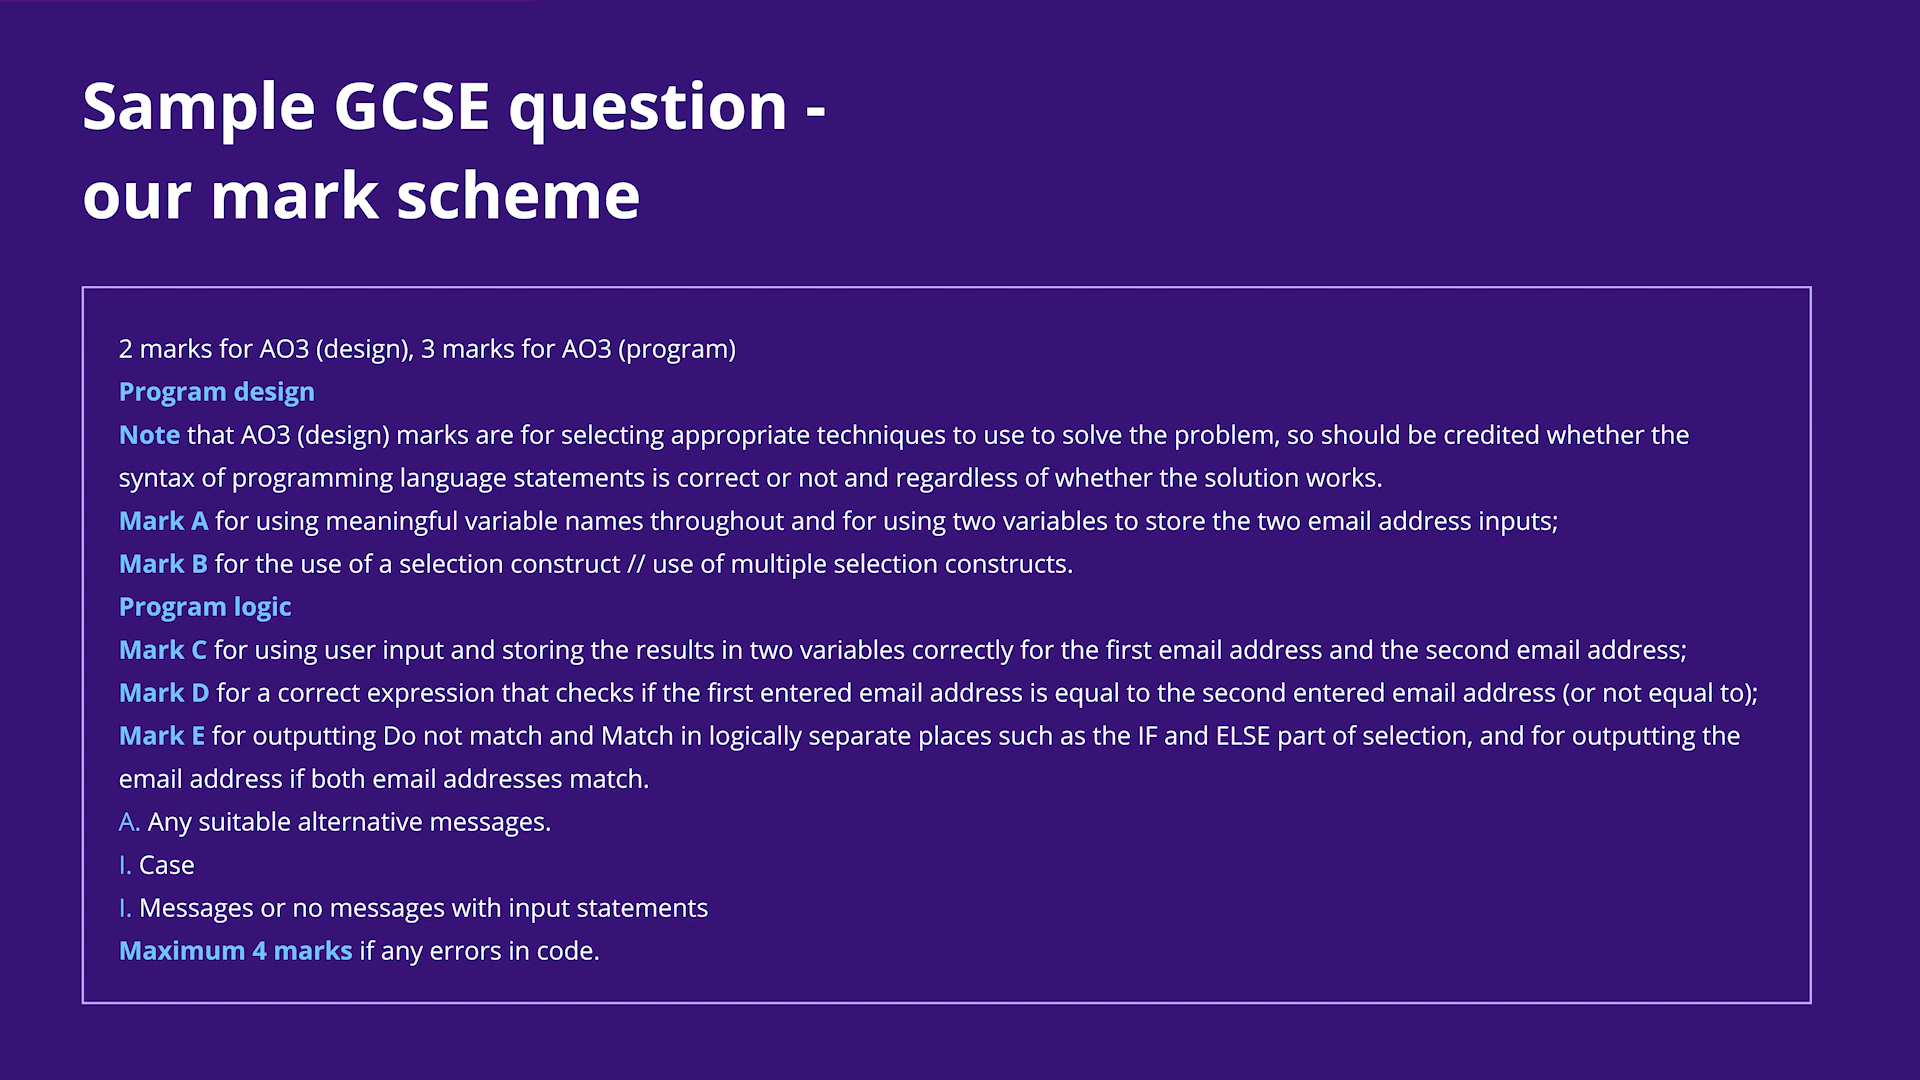 Sample GCSE question -
our mark scheme
2 marks for AO3 (design), 3 marks for AO3 (program)
Program design
Note that AO3 (design) marks are for selecting appropriate techniques to use to solve the problem, so should be credited whether the
syntax of programming language statements is correct or not and regardless of whether the solution works.
Mark A for using meaningful variable names throughout and for using two variables to store the two email address inputs;
Mark B for the use of a selection construct // use of multiple selection constructs.
Program logic
Mark C for using user input and storing the results in two variables correctly for the first email address and the second email address;
Mark D for a correct expression that checks if the first entered email address is equal to the second entered email address (or not equal to);
Mark E for outputting Do not match and Match in logically separate places such as the IF and ELSE part of selection, and for outputting the
email address if both email addresses match.
A. Any suitable alternative messages.
I. Case
I. Messages or no messages with input statements
Maximum 4 marks if any errors in code.